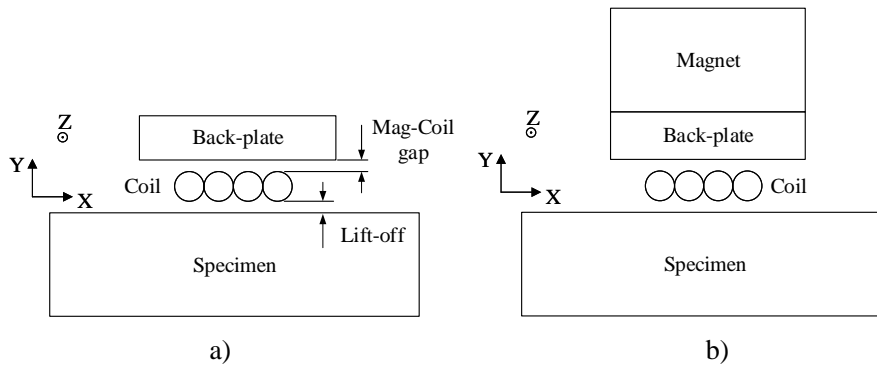 Z
Y
X
Back-plate
Mag-Coil
gap
Coil
Lift-off
Specimen
a)
Magnet
Z
Back-plate
Y
X
Coil
Specimen
b)